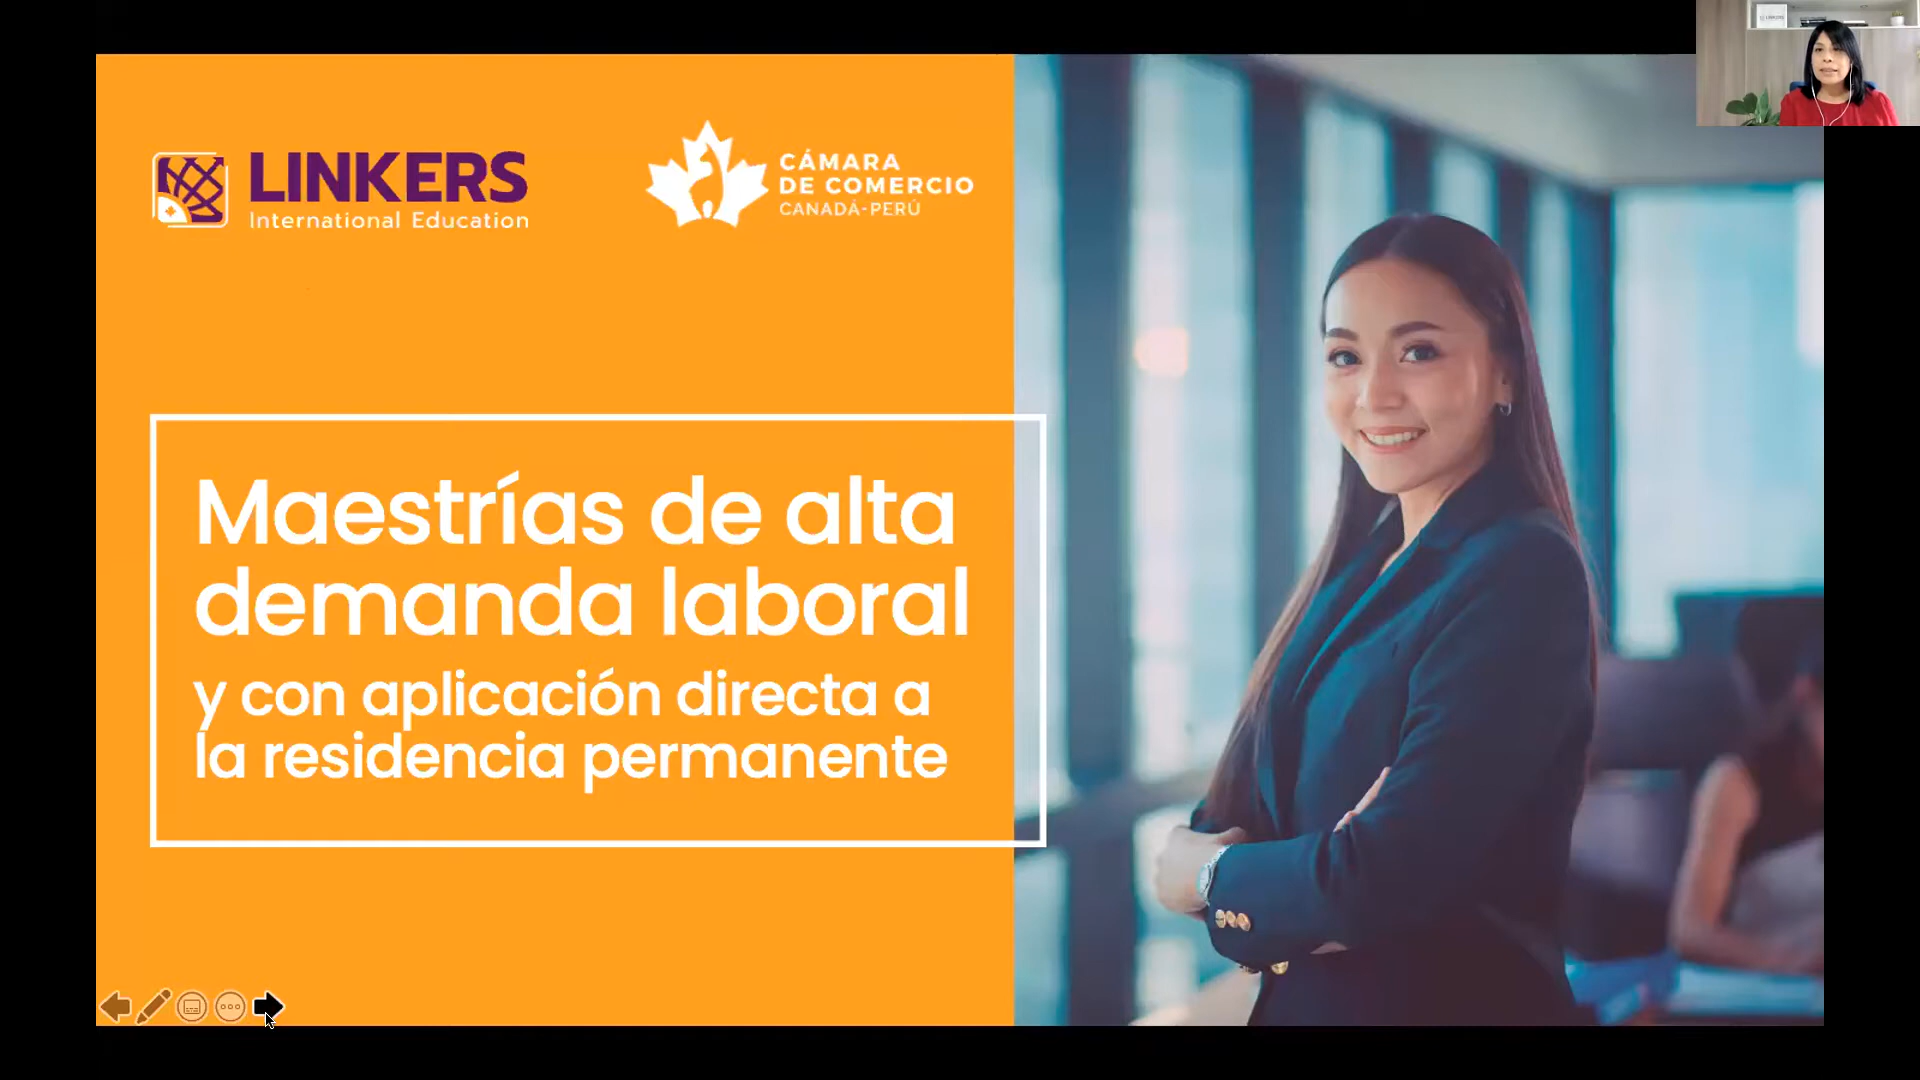 LINKERS
International Education
CÁMARA
DE COMERCIO
CANADÁ-PERÚ
Maestrías de alta
demanda laboral
y con aplicación directa a
la residencia permanente